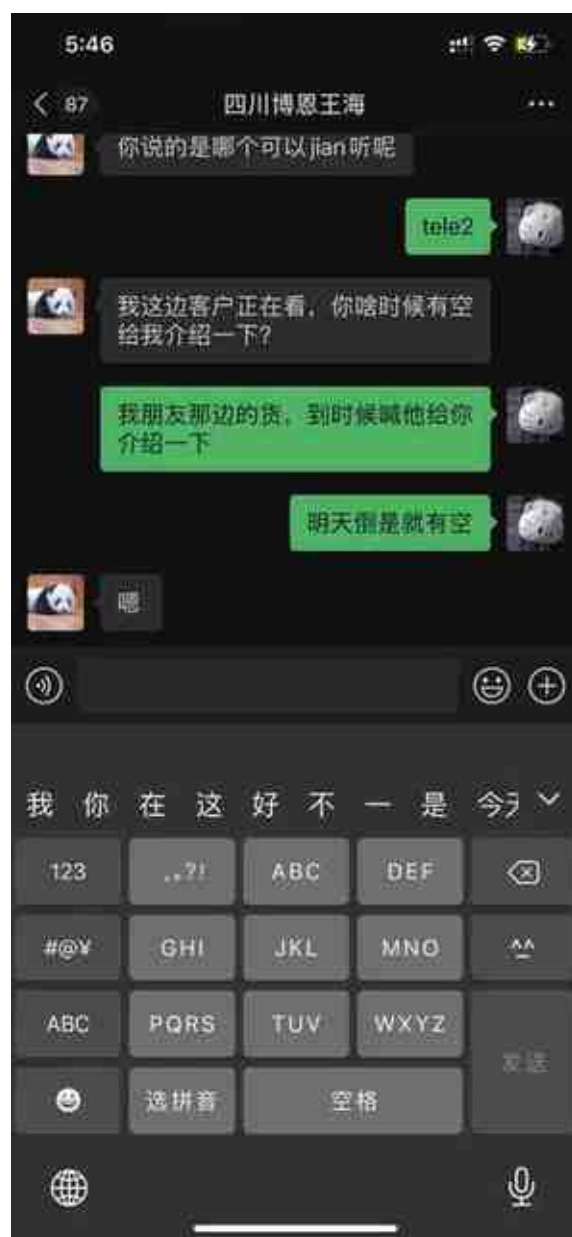 5:46
87
四川博恩王海
你说的是哪个可以jian听呢
tele2
我这边客户正在看，你啥时候有空
给我介绍一下？
我朋友那边的货，到时候喊他给你
介绍一下
明天倒是就有空
嗯
我 你 在 这 好 不 一 是 今天
123
,。?!
ABC
DEF
#@¥
GHI
JKL
MNO
^^
ABC
PQRS
TUV
WXYZ
发送
选拼音
空格